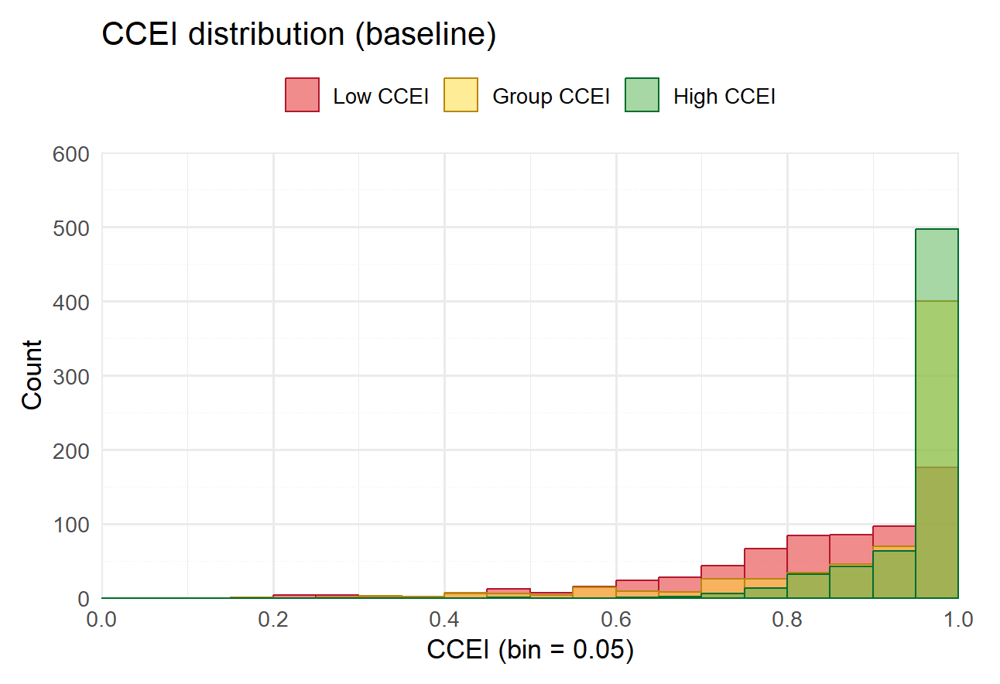 CCEI distribution (baseline)
Low CCEI Group CCEI High CCEI
600
500
400
300
200
100
0
Count
0.0 0.2 0.4 0.6 0.8 1.0
CCEI (bin = 0.05)